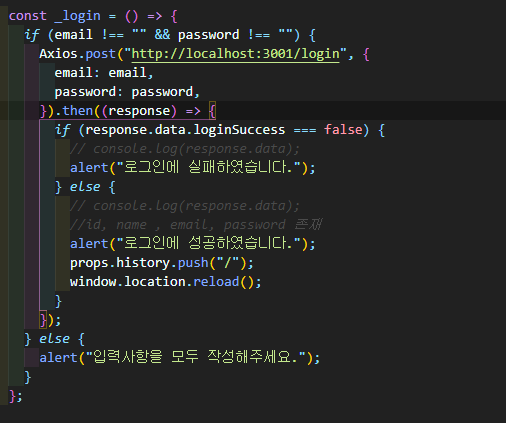 const _login = () => {
if (email !== "" && password !== "") {
Axios.post("http://localhost:3001/login", {
email: email,
password: password,
}).then((response) => {
if (response.data.loginSuccess === false) {
// console.log(response.data);
alert("로그인에 실패하였습니다.");
} else {
// console.log(response.data);
//id, name , email, password 존재
alert("로그인에 성공하였습니다.");
props.history.push("/");
window.location.reload();
}
});
} else {
alert("입력사항을 모두 작성해주세요.");
}
};